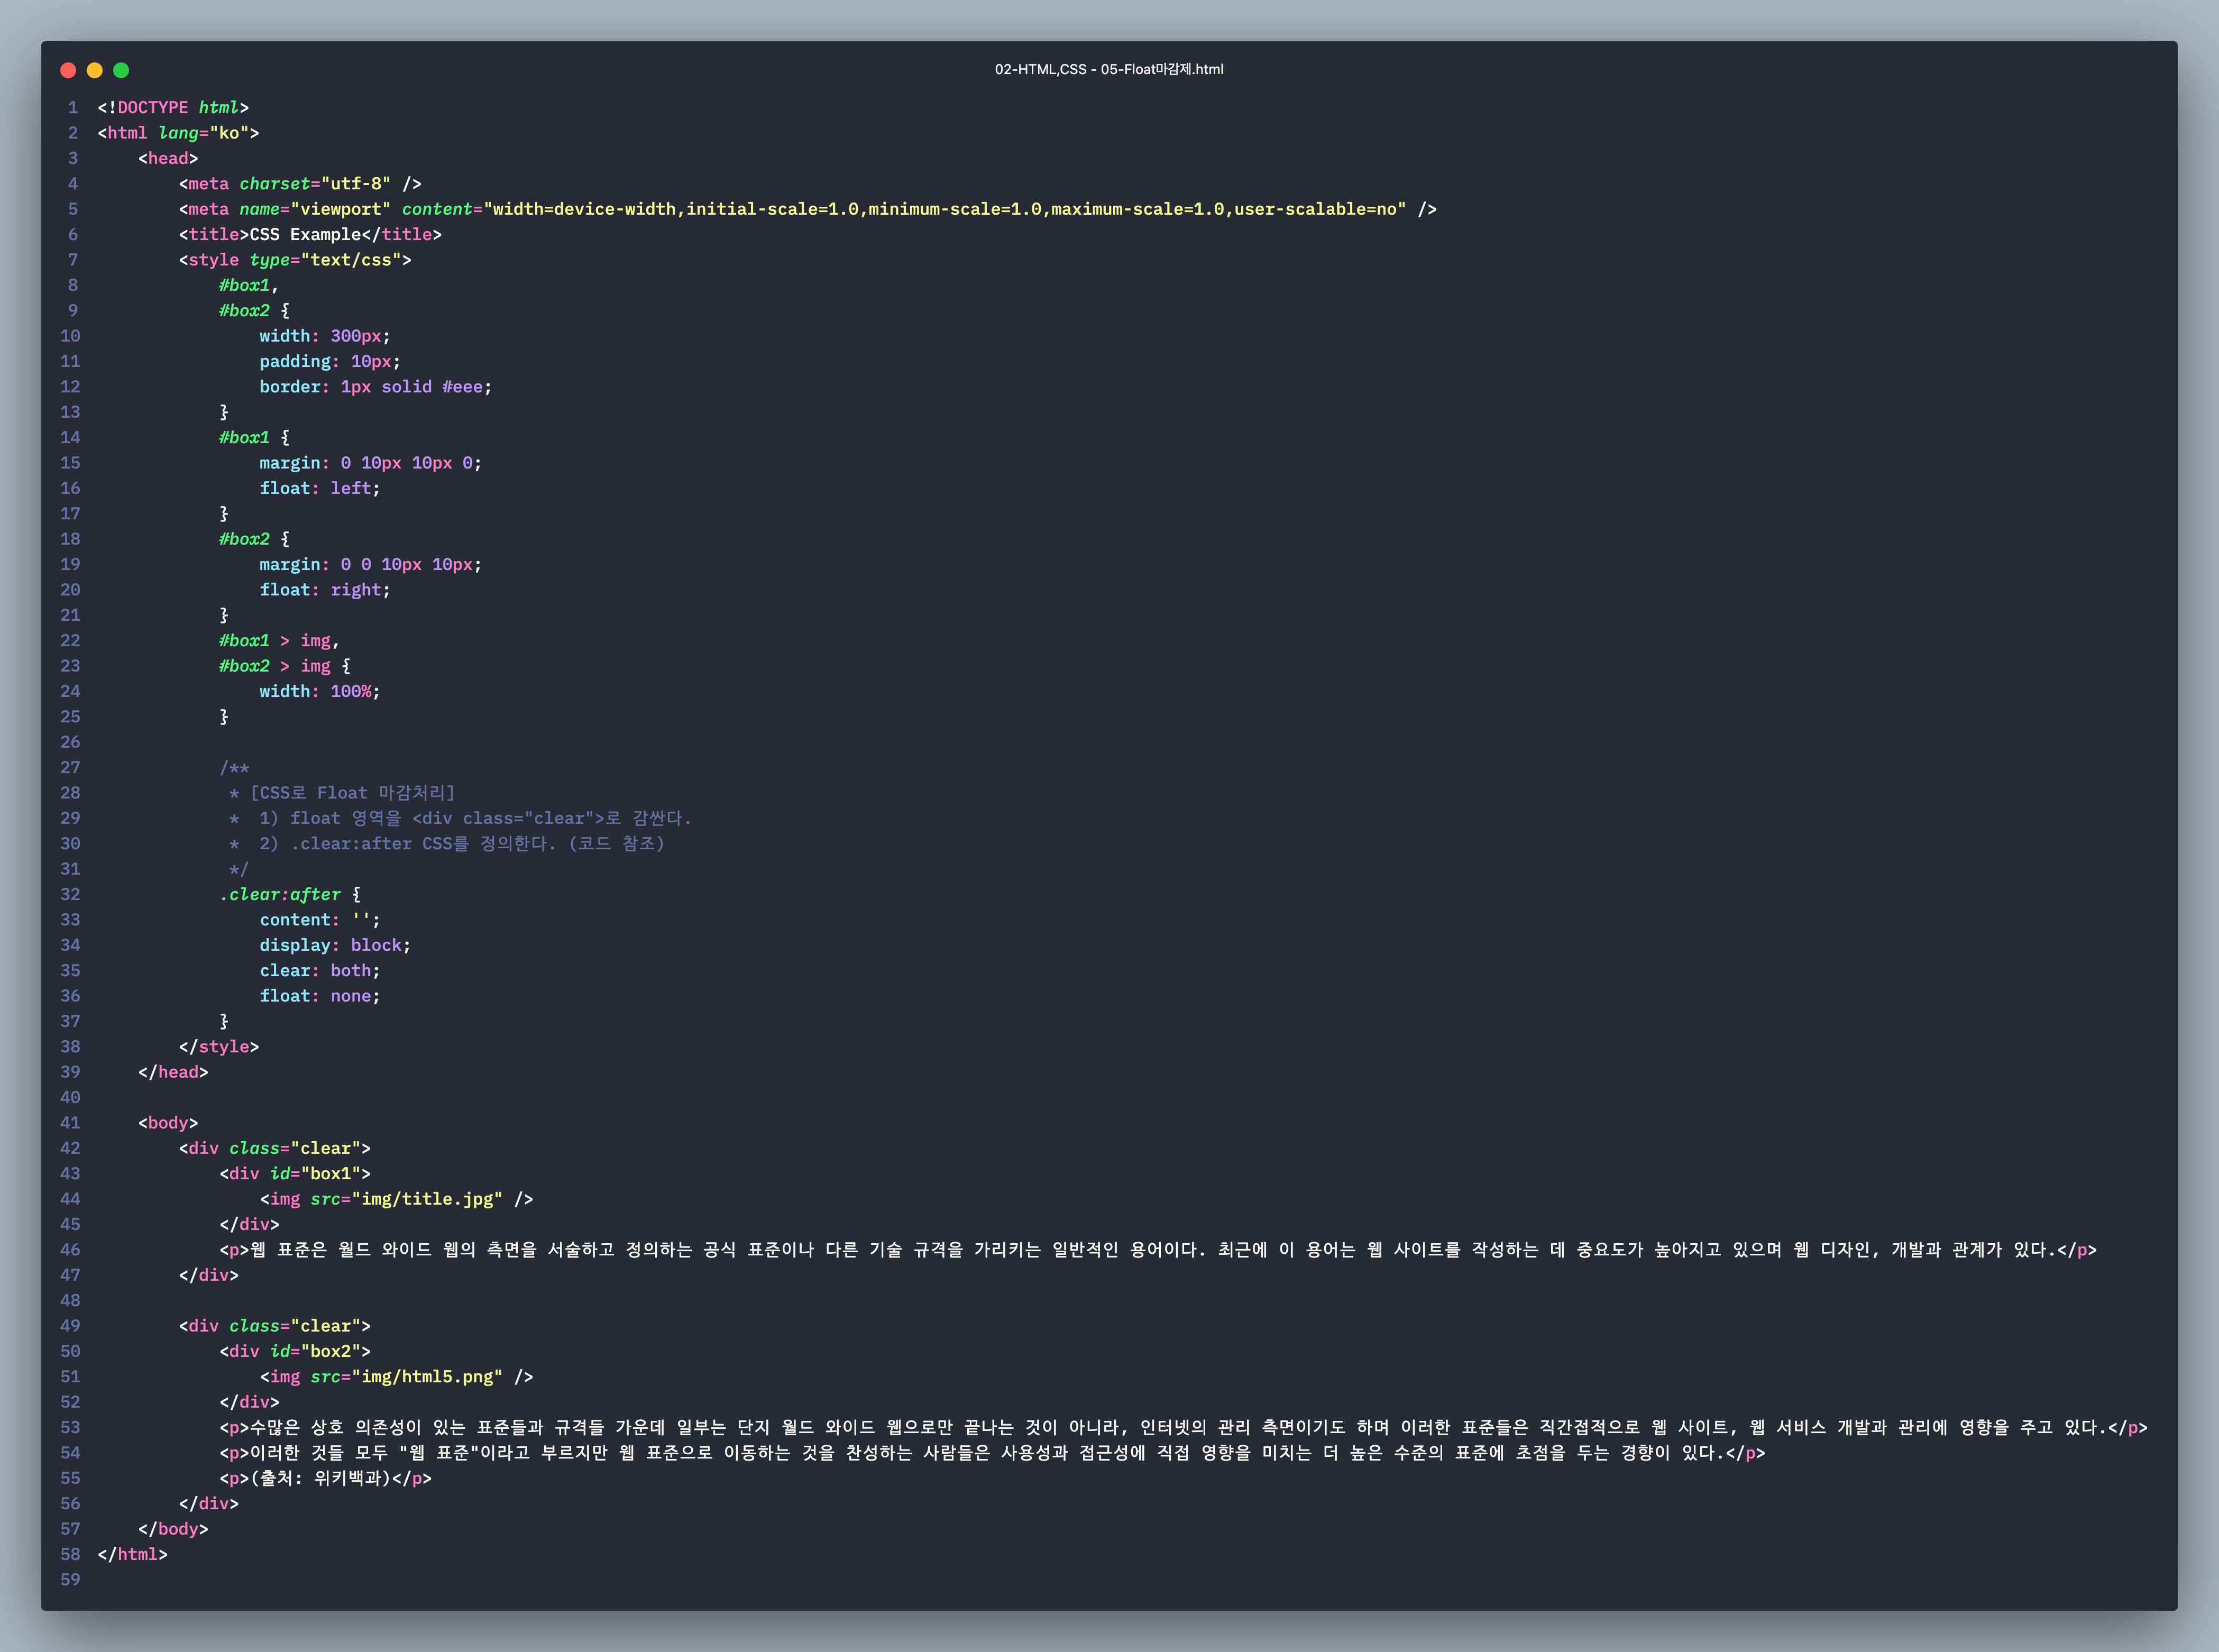 02-HTML,CSS - 05-Float마감제.html
1 <!DOCTYPE html>
2 <html lang="ko">
3     <head>
4         <meta charset="utf-8" />
5         <meta name="viewport" content="width=device-width,initial-scale=1.0,minimum-scale=1.0,maximum-scale=1.0,user-scalable=no" />
6         <title>CSS Example</title>
7         <style type="text/css">
8             #box1,
9             #box2 {
10                 width: 300px;
11                 padding: 10px;
12                 border: 1px solid #eee;
13             }
14             #box1 {
15                 margin: 0 10px 10px 0;
16                 float: left;
17             }
18             #box2 {
19                 margin: 0 0 10px 10px;
20                 float: right;
21             }
22             #box1 > img,
23             #box2 > img {
24                 width: 100%;
25             }
26
27             /**
28              * [CSS로 Float 마감처리]
29              *  1) float 영역을 <div class="clear">로 감싼다.
30              *  2) .clear:after CSS를 정의한다. (코드 참조)
31              */
32             .clear:after {
33                 content: '';
34                 display: block;
35                 clear: both;
36                 float: none;
37             }
38         </style>
39     </head>
40
41     <body>
42         <div class="clear">
43             <div id="box1">
44                 <img src="img/title.jpg" />
45             </div>
46             <p>웹 표준은 월드 와이드 웹의 측면을 서술하고 정의하는 공식 표준이나 다른 기술 규격을 가리키는 일반적인 용어이다. 최근에 이 용어는 웹 사이트를 작성하는 데 중요도가 높아지고 있으며 웹 디자인, 개발과 관계가 있다.</p>
47         </div>
48
49         <div class="clear">
50             <div id="box2">
51                 <img src="img/html5.png" />
52             </div>
53             <p>수많은 상호 의존성이 있는 표준들과 규격들 가운데 일부는 단지 월드 와이드 웹으로만 끝나는 것이 아니라, 인터넷의 관리 측면이기도 하며 이러한 표준들은 직간접적으로 웹 사이트, 웹 서비스 개발과 관리에 영향을 주고 있다.</p>
54             <p>이러한 것들 모두 "웹 표준"이라고 부르지만 웹 표준으로 이동하는 것을 찬성하는 사람들은 사용성과 접근성에 직접 영향을 미치는 더 높은 수준의 표준에 초점을 두는 경향이 있다.</p>
55             <p>(출처: 위키백과)</p>
56         </div>
57     </body>
58 </html>
59